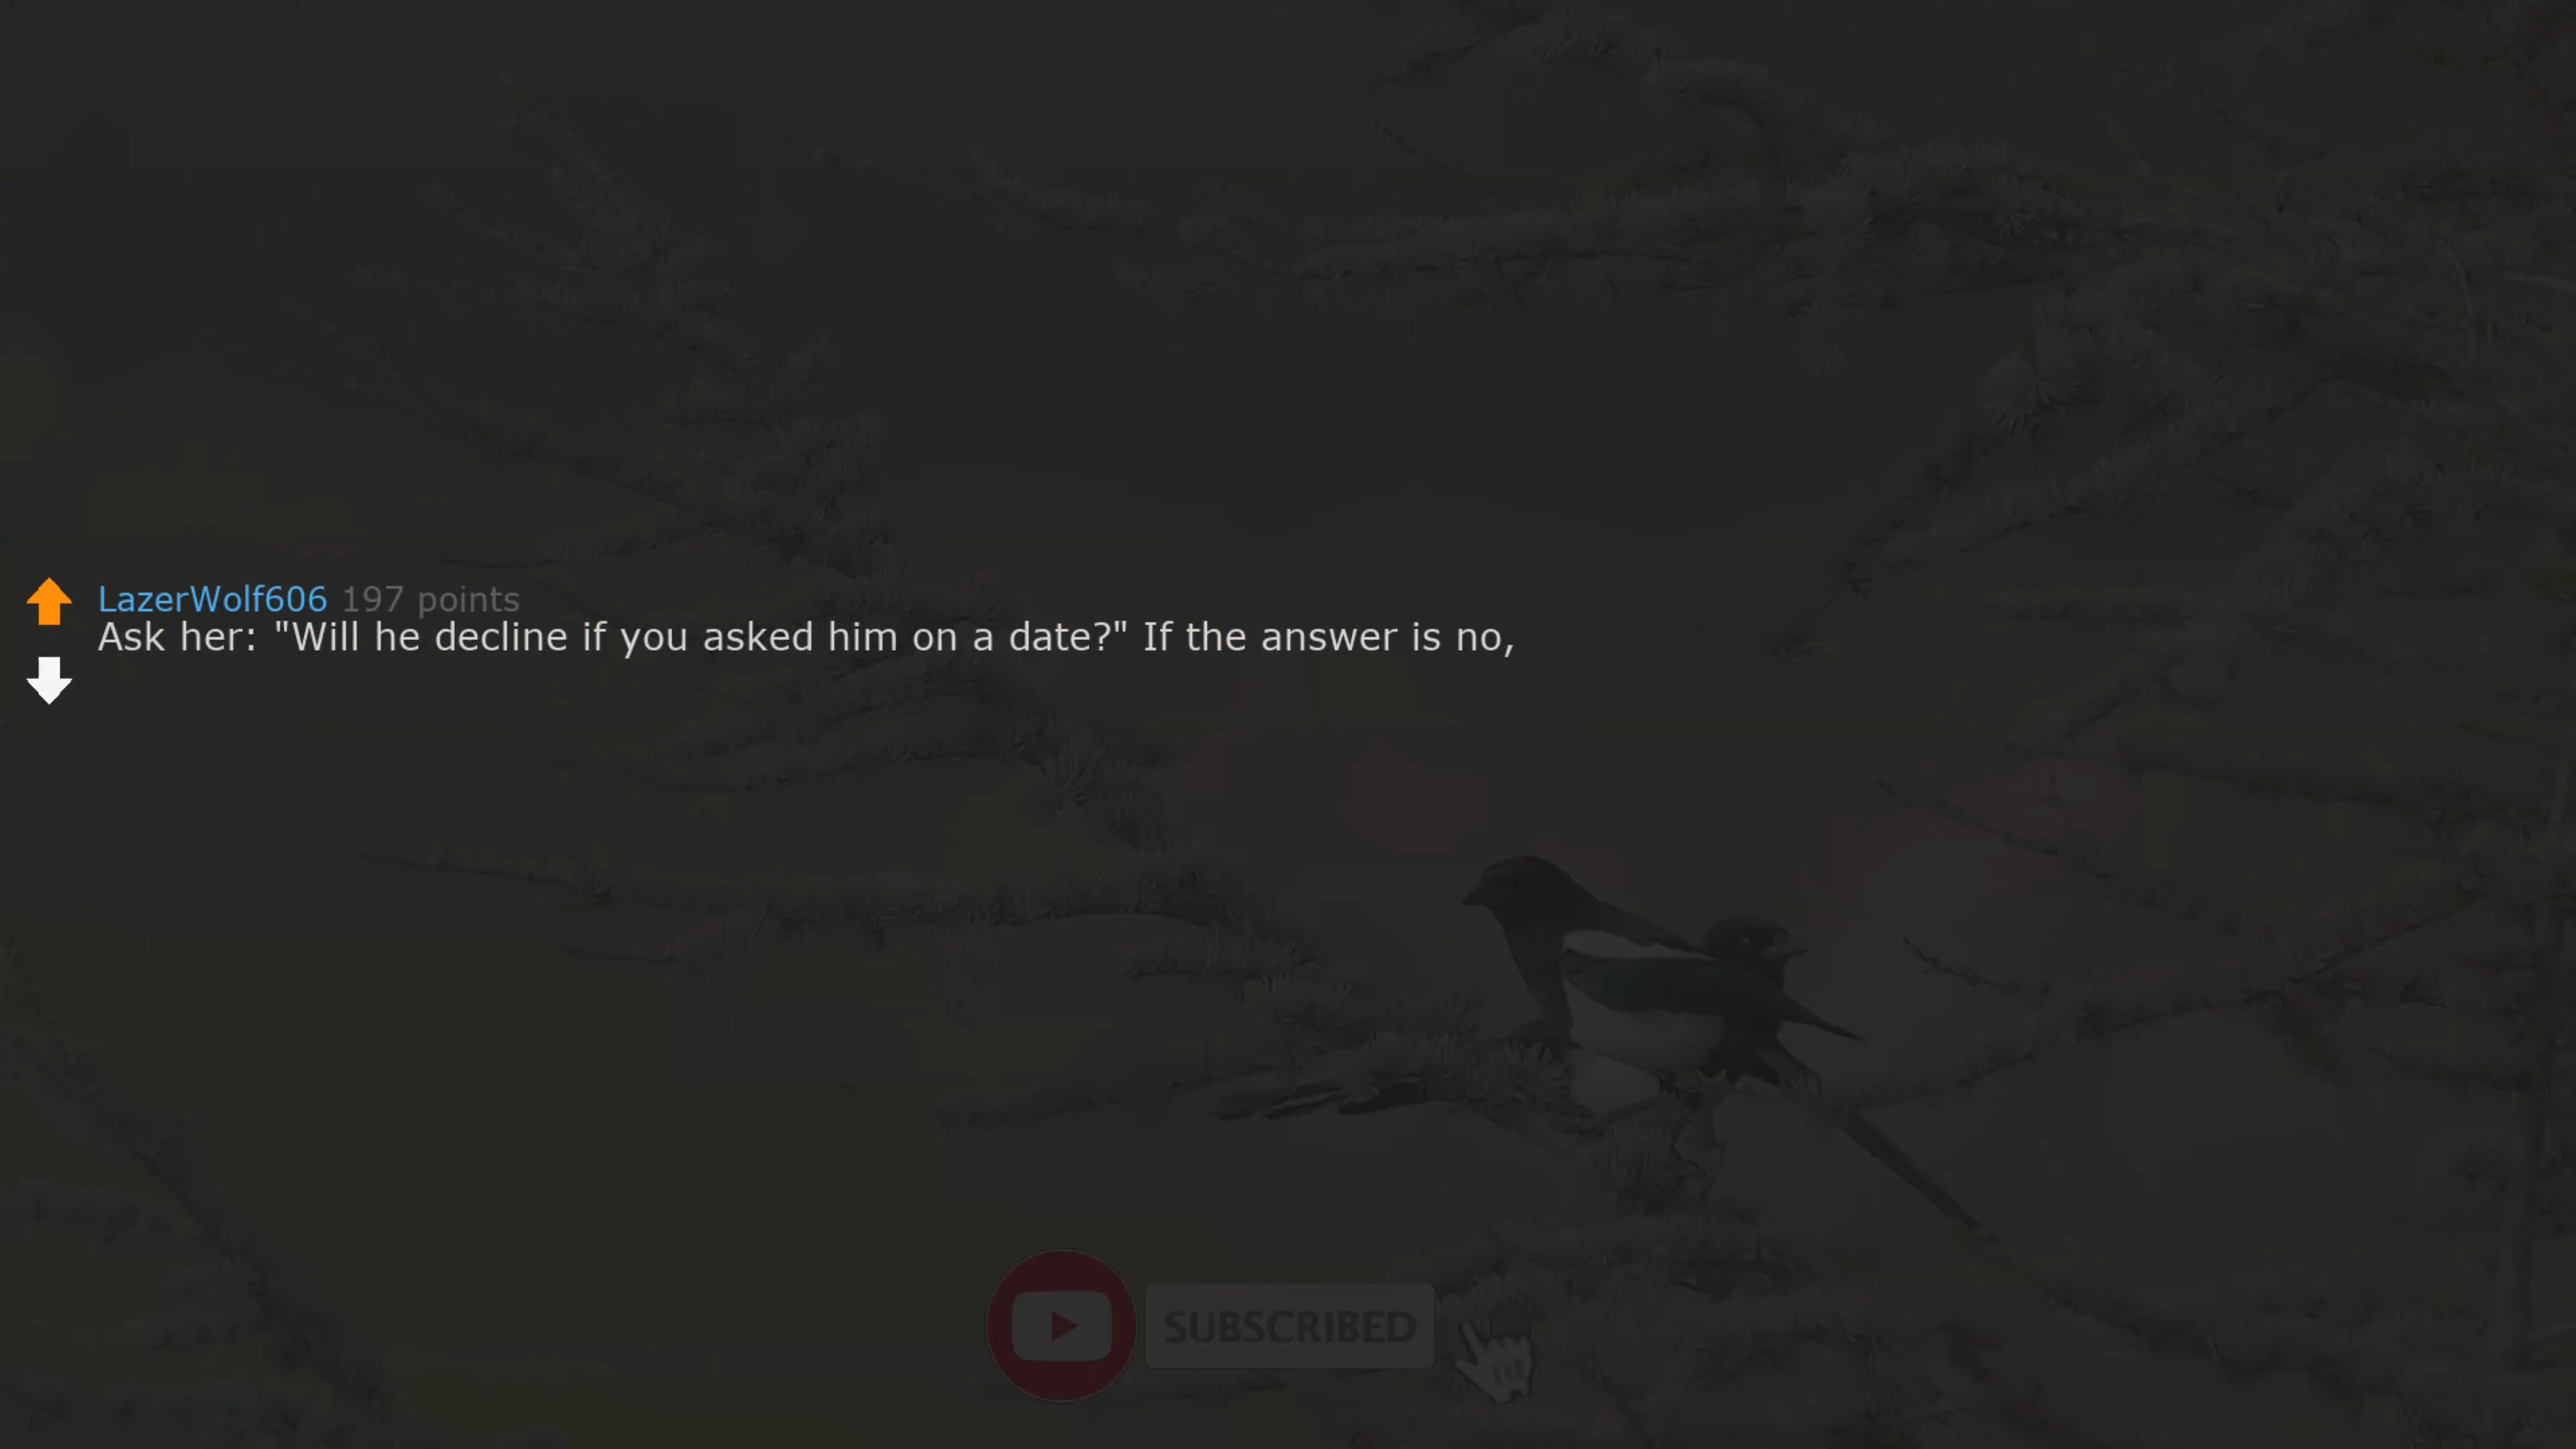 LazerWolf606 197 points
Ask her: "Will he decline if you asked him on a date?" If the answer is no,
SUBSCRIBED